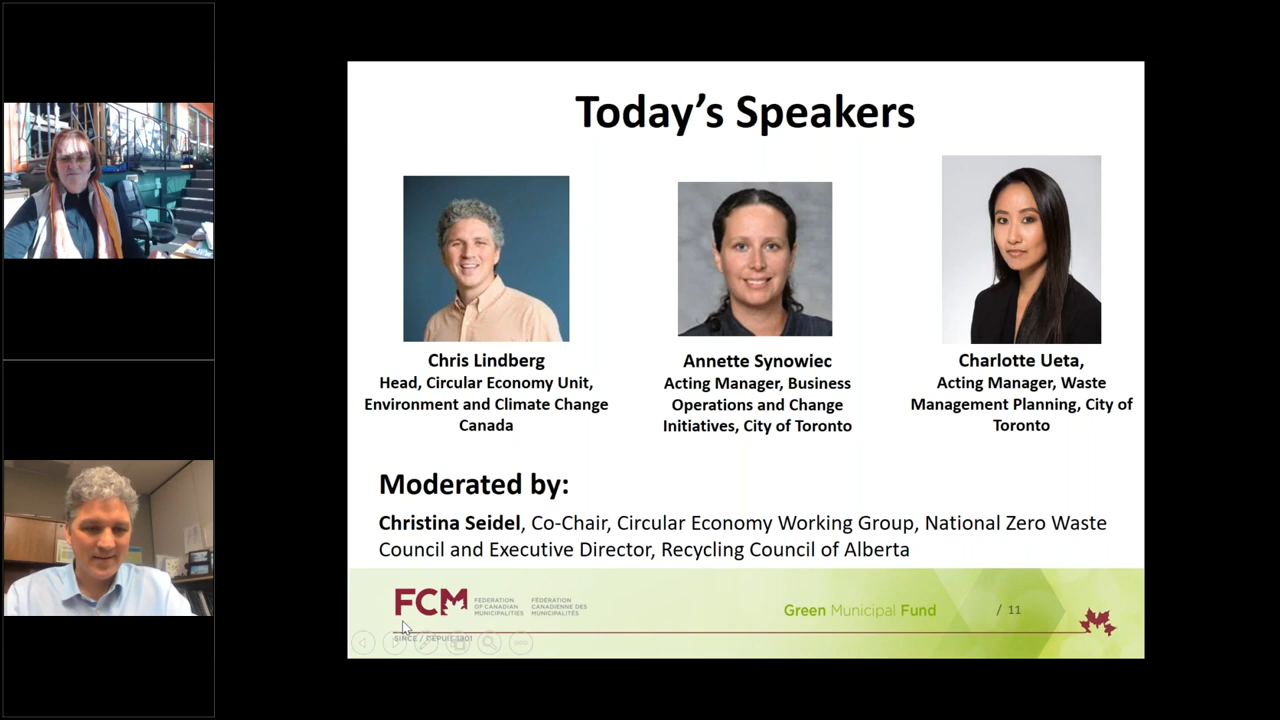 Today's Speakers
Chris Lindberg
Head, Circular Economy Unit,
Environment and Climate Change
Canada
Annette Synowiec
Acting Manager, Business
Operations and Change
Initiatives, City of Toronto
Charlotte Ueta,
Acting Manager, Waste
Management Planning, City of
Toronto
Moderated by:
Christina Seidel, Co-Chair, Circular Economy Working Group, National Zero Waste
Council and Executive Director, Recycling Council of Alberta
FCM
FEDERATION
OF CANADIAN
MUNICIPALITIES
FÉDÉRATION
CANADIENNE DES
MUNICIPALITÉS
SINCE / DEPUIS 1901
Green Municipal Fund
/ 11